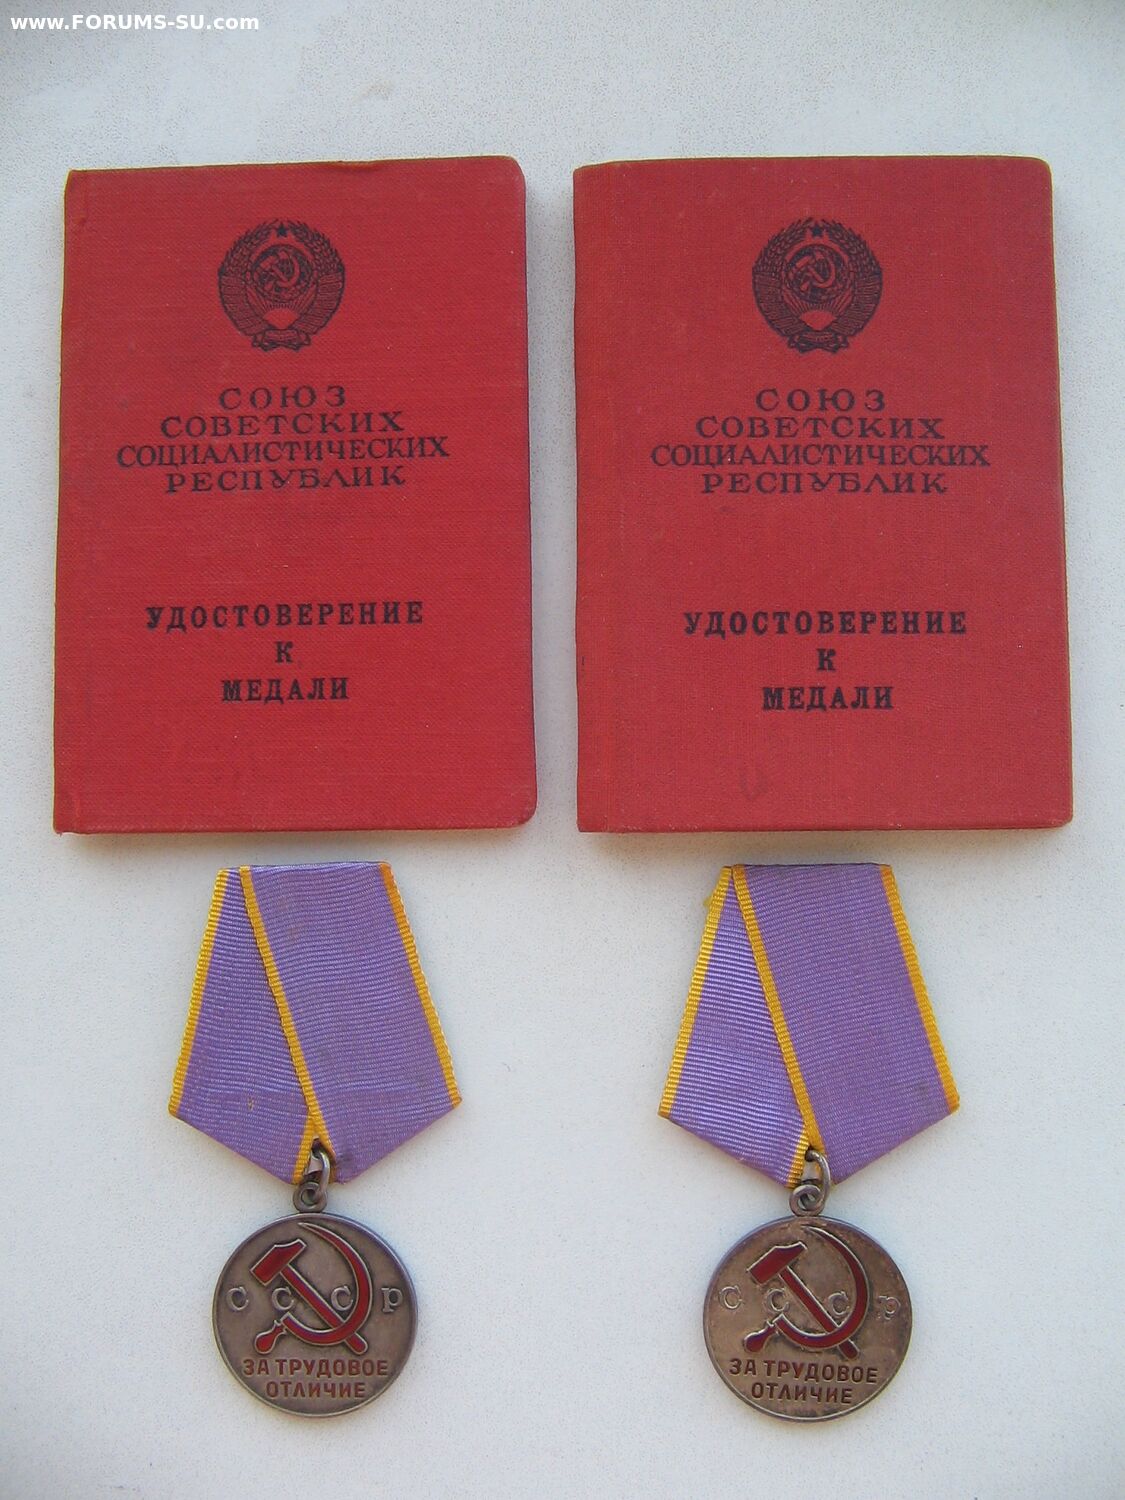 www.FORUMS-SU.com
СОЮЗ
СОВЕТСКИХ
СОЦИАЛИСТИЧЕСКИХ
РЕСПУБЛИК
УДОСТОВЕРЕНИЕ
К
МЕДАЛИ
СОЮЗ
СОВЕТСКИХ
СОЦИАЛИСТИЧЕСКИХ
РЕСПУБЛИК
УДОСТОВЕРЕНИЕ
К
МЕДАЛИ
СССР
ЗА ТРУДОВОЕ
ОТЛИЧИЕ
СССР
ЗА ТРУДОВОЕ
ОТЛИЧИЕ